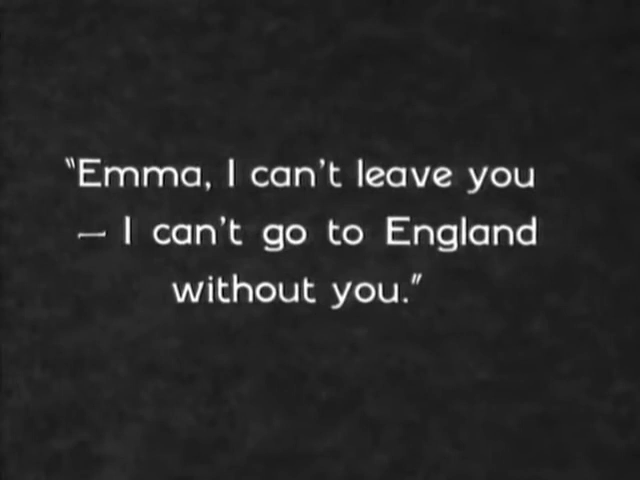 "Emma, I can't leave you
— I can't go to England
without you."